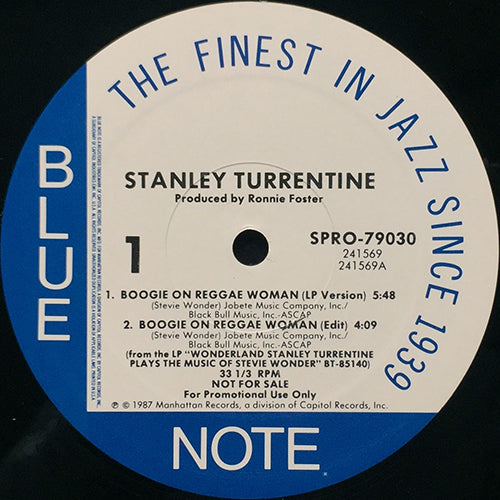 THE FINEST IN JAZZ SINCE 1939
BLUE
NOTE
STANLEY TURRENTINE
Produced by Ronnie Foster
1
SPRO-79030
241569
241569A
1. BOOGIE ON REGGAE WOMAN (LP Version) 5:48
(Stevie Wonder) Jobete Music Company, Inc./
Black Bull Music, Inc.-ASCAP
2. BOOGIE ON REGGAE WOMAN (Edit) 4:09
(Stevie Wonder) Jobete Music Company, Inc./
Black Bull Music, Inc.-ASCAP
(from the LP "WONDERLAND STANLEY TURRENTINE
PLAYS THE MUSIC OF STEVIE WONDER" BT-85140)
33 1/3 RPM
NOT FOR SALE
For Promotional Use Only
℗ © 1987 Manhattan Records, a division of Capitol Records, Inc.